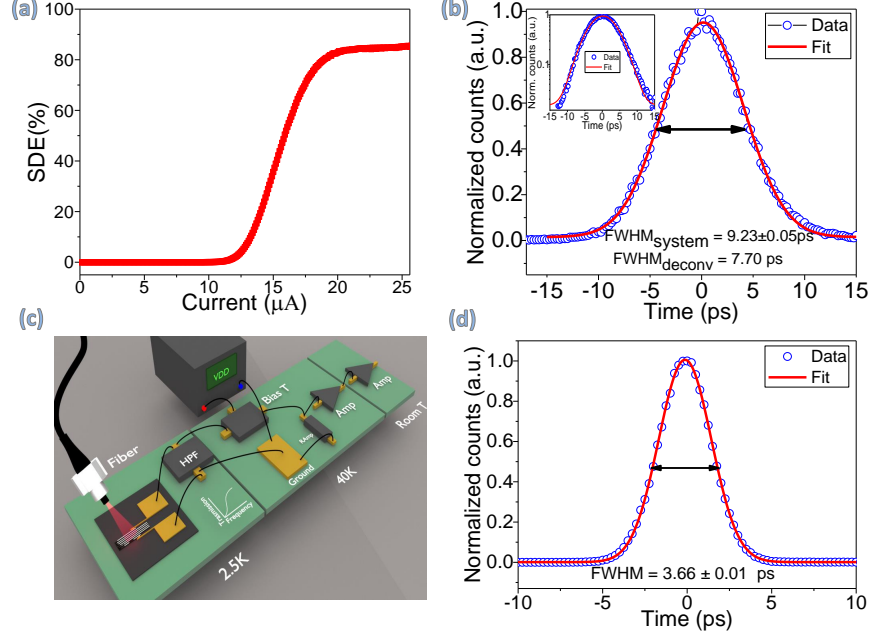 (a)
100
80
60
40
20
0
SDE(%)
0 5 10 15 20 25
Current (μA)
(b)
1.0
0.8
0.6
0.4
0.2
0.0
Normalized counts (a.u.)
Data
Fit
1
0.1
Norm. counts (a.u.)
Data
Fit
-15 -10 -5 0 5 10 15
Time (ps)
FWHMsystem = 9.23±0.05ps
FWHMdeconv = 7.70 ps
-15 -10 -5 0 5 10 15
Time (ps)
(c)
VDD
Bias T
Amp
Amp
Room T
Fiber
HPF
RAmp
Ground
40K
Transmission
Frequency
2.5K
(d)
1.0
0.8
0.6
0.4
0.2
0.0
Normalized counts (a.u.)
Data
Fit
FWHM = 3.66 ± 0.01 ps
-10 -5 0 5 10
Time (ps)